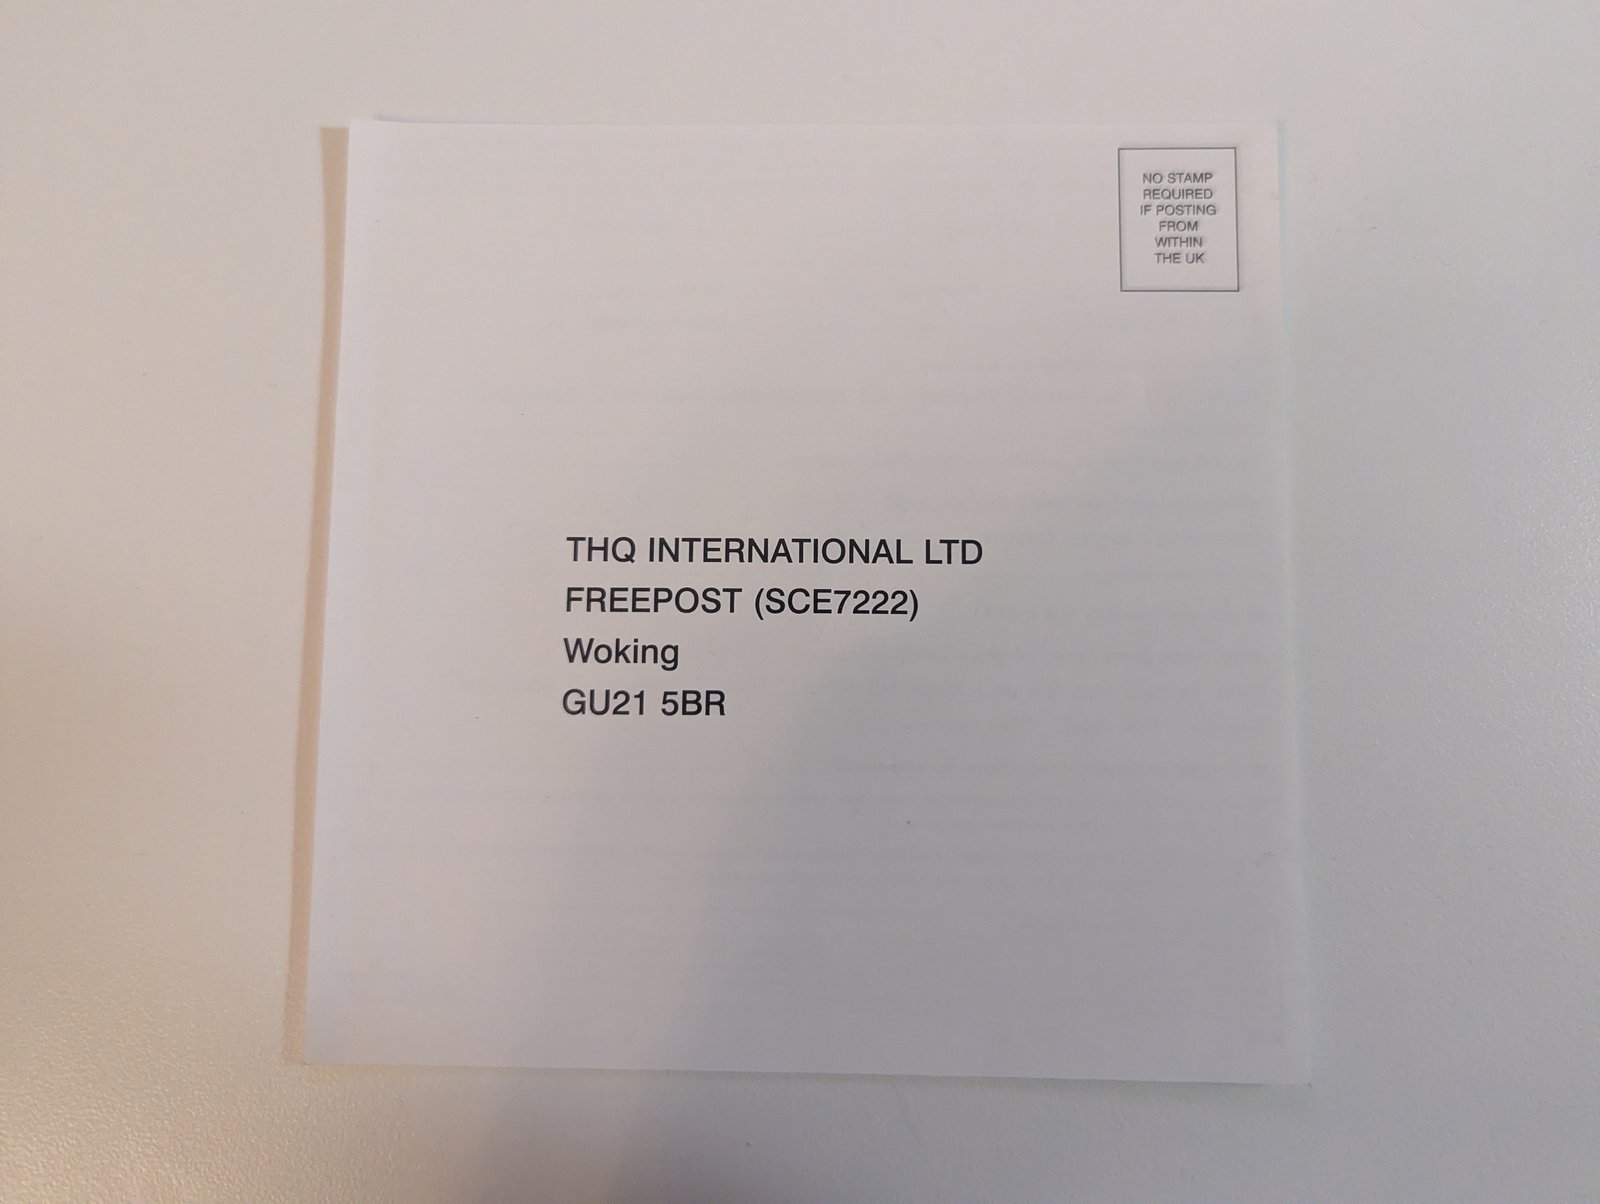 NO STAMP
REQUIRED
IF POSTING
FROM
WITHIN
THE UK
THQ INTERNATIONAL LTD
FREEPOST (SCE7222)
Woking
GU21 5BR